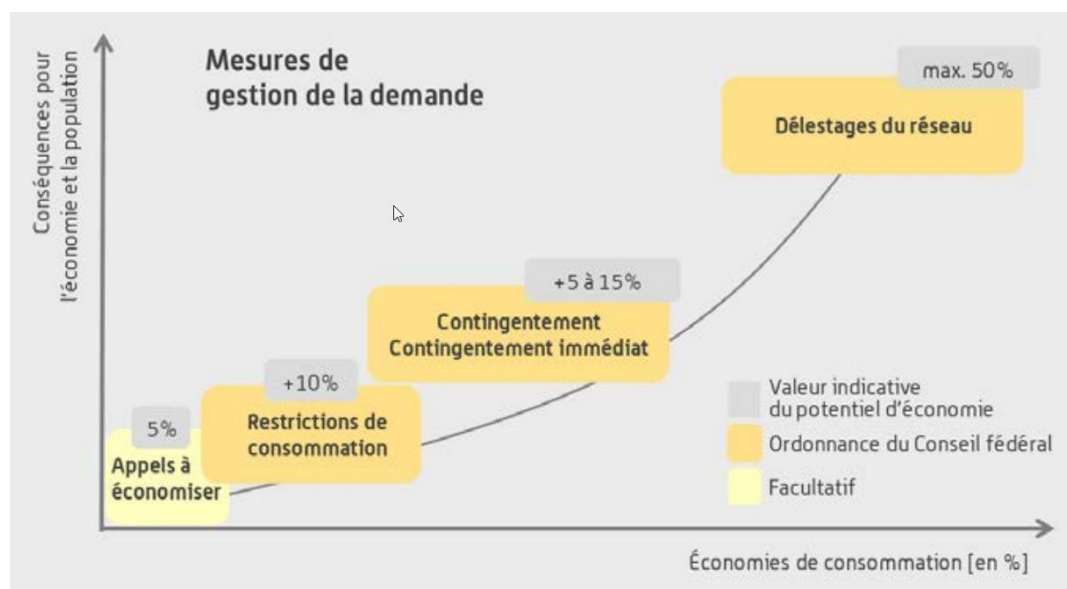 Mesures de
gestion de la demande
Conséquences pour
l'économie et la population
max. 50%
Délestages du réseau
+5 à 15%
Contingentement
Contingentement immédiat
+10%
Restrictions de
consommation
5%
Appels à
économiser
Valeur indicative
du potentiel d'économie
Ordonnance du Conseil fédéral
Facultatif
Économies de consommation [en %]